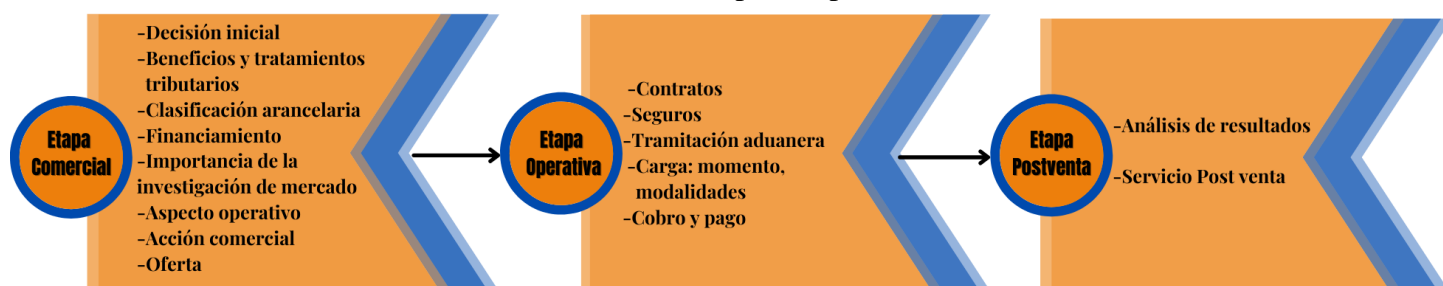 Etapa
Comercial
-Decisión inicial
-Beneficios y tratamientos
tributarios
-Clasificación arancelaria
-Financiamiento
-Importancia de la
investigación de mercado
-Aspecto operativo
-Acción comercial
-Oferta
Etapa
Operativa
-Contratos
-Seguros
-Tramitación aduanera
-Carga: momento,
modalidades
-Cobro y pago
Etapa
Postventa
-Análisis de resultados
-Servicio Post venta